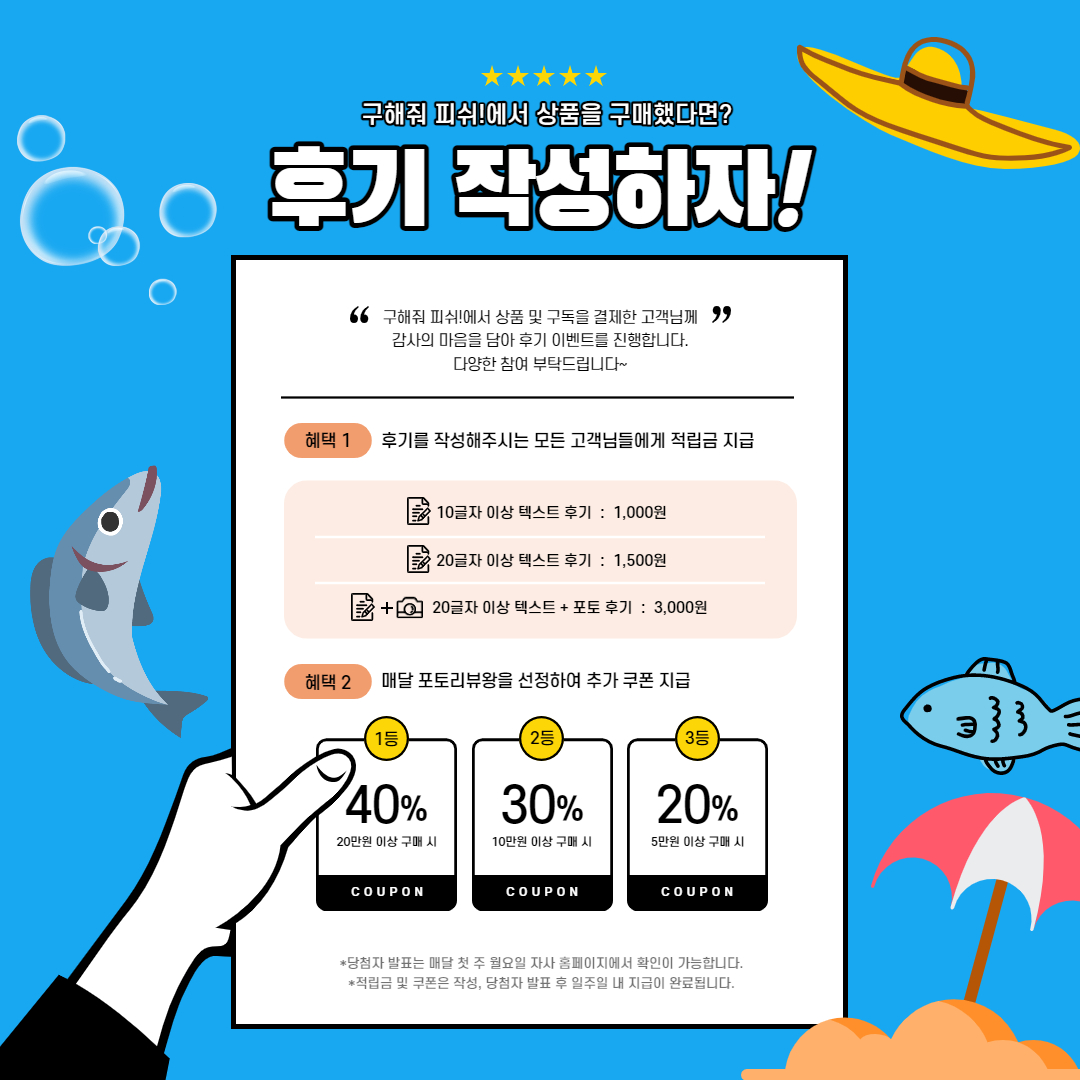 ★★★★★
구해줘 피쉬!에서 상품을 구매했다면?
후기 작성하자!
“ 구해줘 피쉬!에서 상품 및 구독을 결제한 고객님께 ”
감사의 마음을 담아 후기 이벤트를 진행합니다.
다양한 참여 부탁드립니다~
혜택 1 후기를 작성해주시는 모든 고객님들에게 적립금 지급
10글자 이상 텍스트 후기 : 1,000원
20글자 이상 텍스트 후기 : 1,500원
+ 20글자 이상 텍스트 + 포토 후기 : 3,000원
혜택 2 매달 포토리뷰왕을 선정하여 추가 쿠폰 지급
1등 2등 3등
40% 30% 20%
20만원 이상 구매 시 10만원 이상 구매 시 5만원 이상 구매 시
COUPON COUPON COUPON
*당첨자 발표는 매달 첫 주 월요일 자사 홈페이지에서 확인이 가능합니다.
*적립금 및 쿠폰은 작성, 당첨자 발표 후 일주일 내 지급이 완료됩니다.